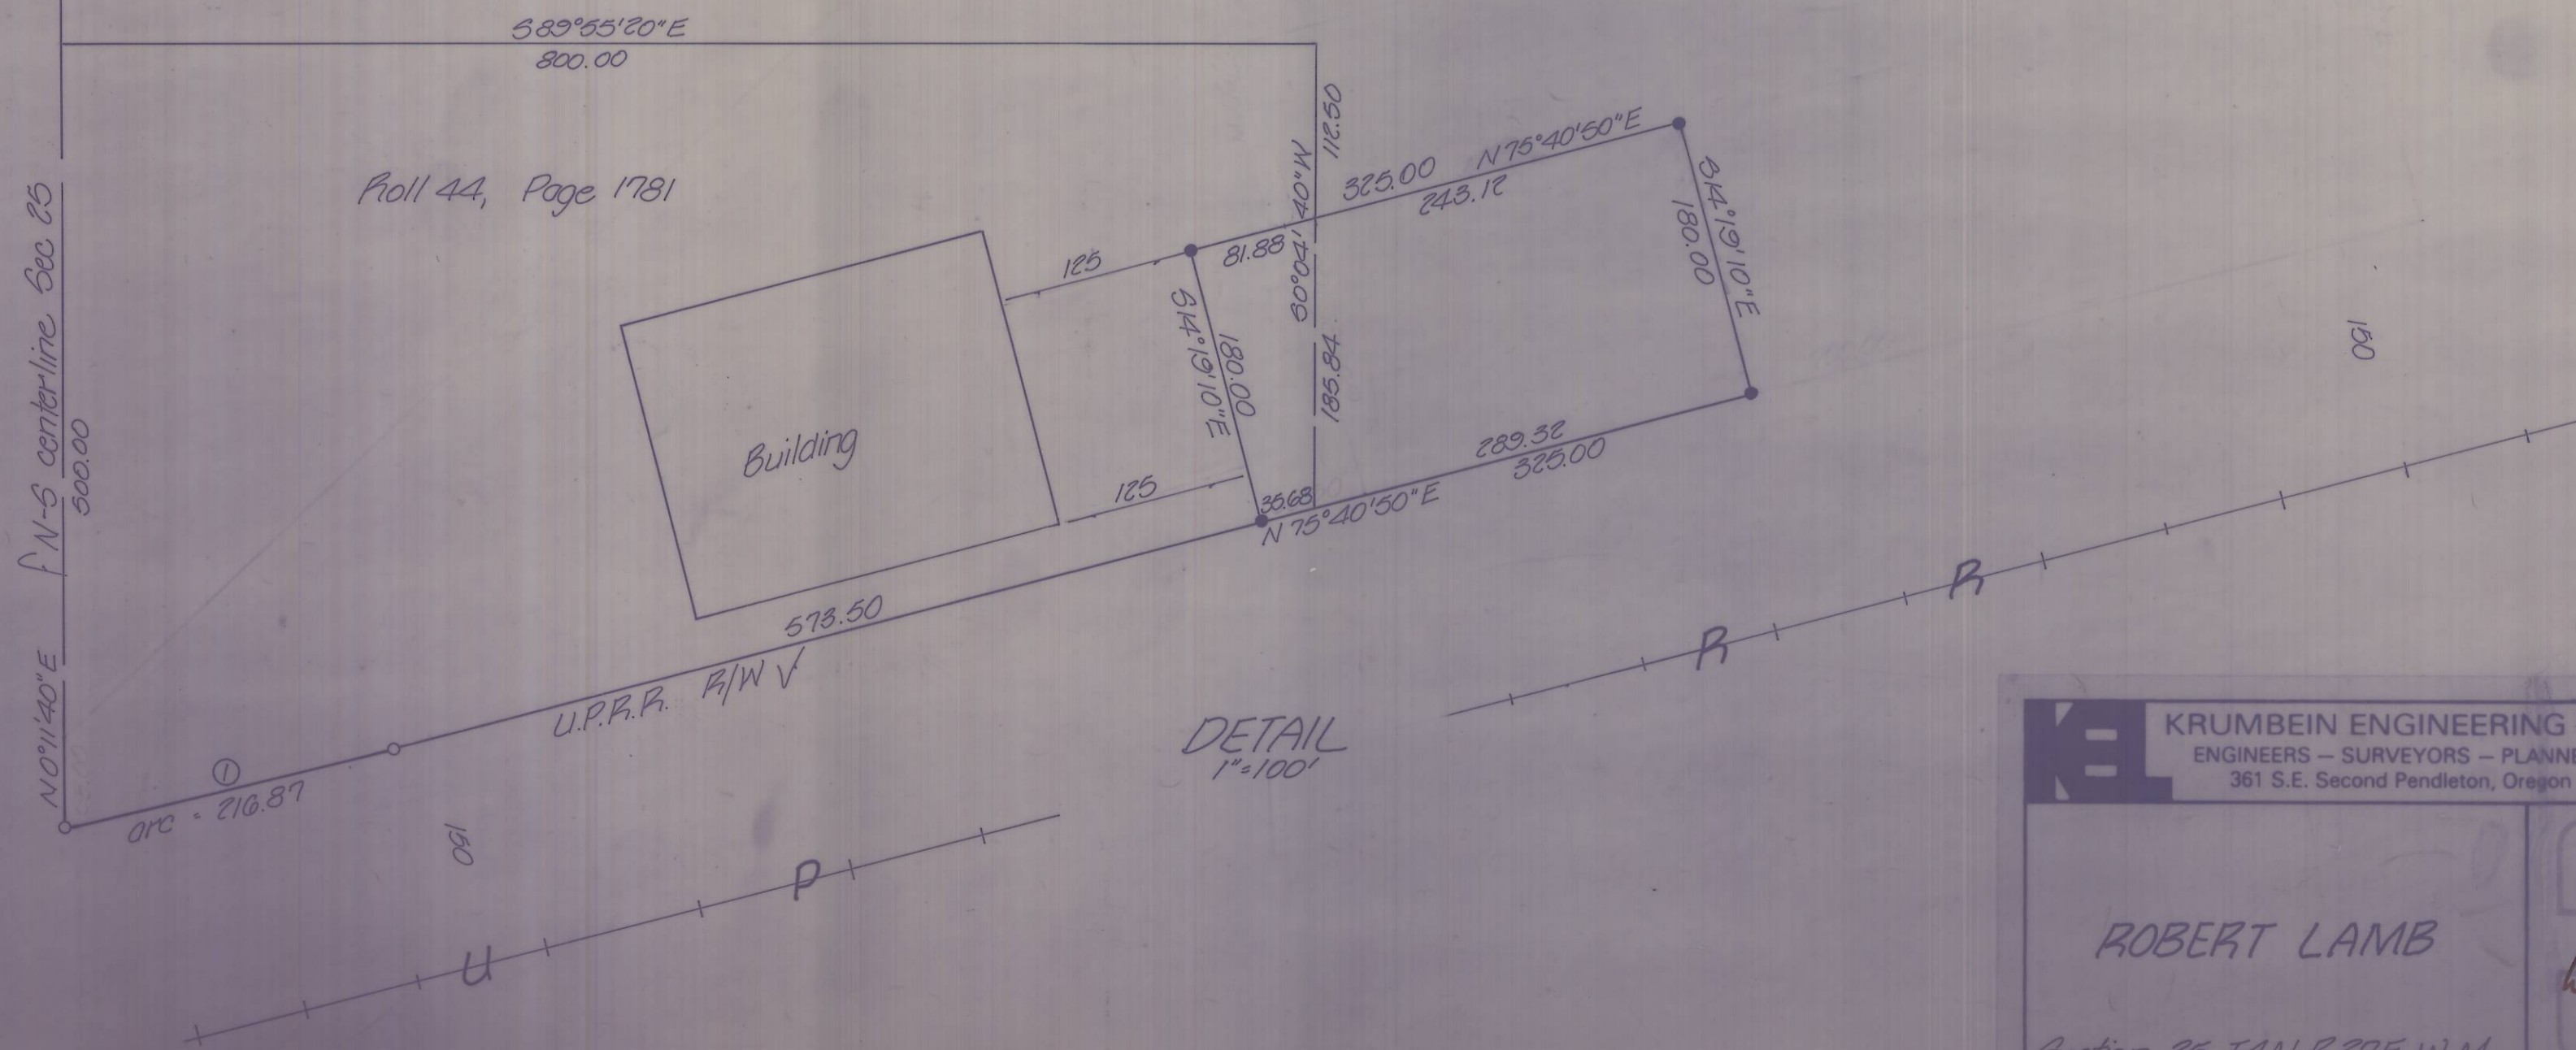 S89°55'20"E
800.00
112.50
N75°40'50"E
325.00
243.12
S14°19'10"E
180.00
S0°04'40"W
Roll 44, Page 1781
N-S centerline Sec 25
500.00
N0°11'40"E
125
81.88
S14°19'10"E
180.00
185.84
150
Building
125
35.68
289.32
325.00
N75°40'50"E
573.50
U.P.R.R. R/W
R
R
DETAIL
1"=100'
1
arc = 216.87
150
P
U
KRUMBEIN ENGINEERING
ENGINEERS – SURVEYORS – PLANNE
361 S.E. Second Pendleton, Oregon
ROBERT LAMB